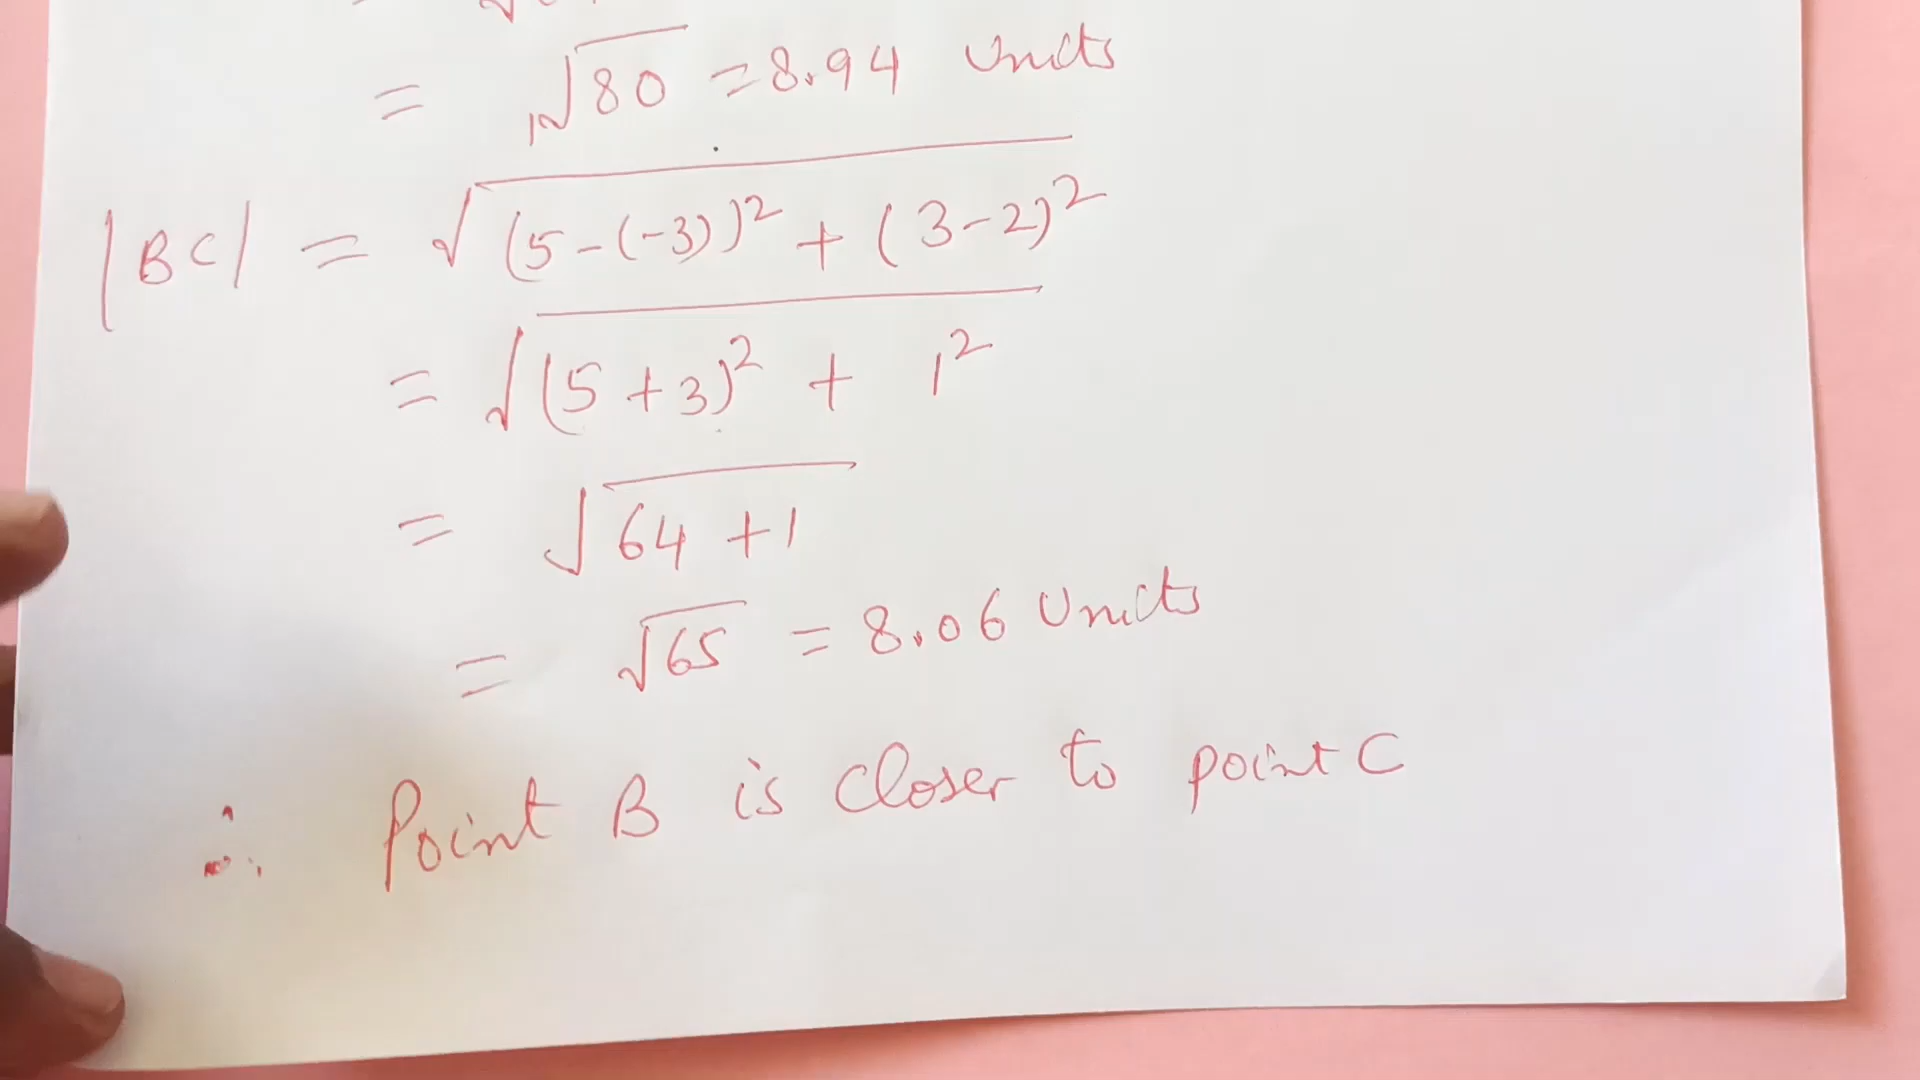 = √80 = 8.94 Units
|BC| = √(5-(-3))² + (3-2)²
= √(5+3)² + 1²
= √64 +1
= √65 = 8.06 Units
∴ Point B is closer to point C